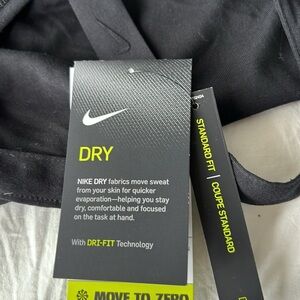 DRY
NIKE DRY fabrics move sweat
from your skin for quicker
evaporation—helping you stay
dry, comfortable and focused
on the task at hand.
With DRI-FIT Technology
MOVE TO ZERO
STANDARD FIT | COUPE STANDARD